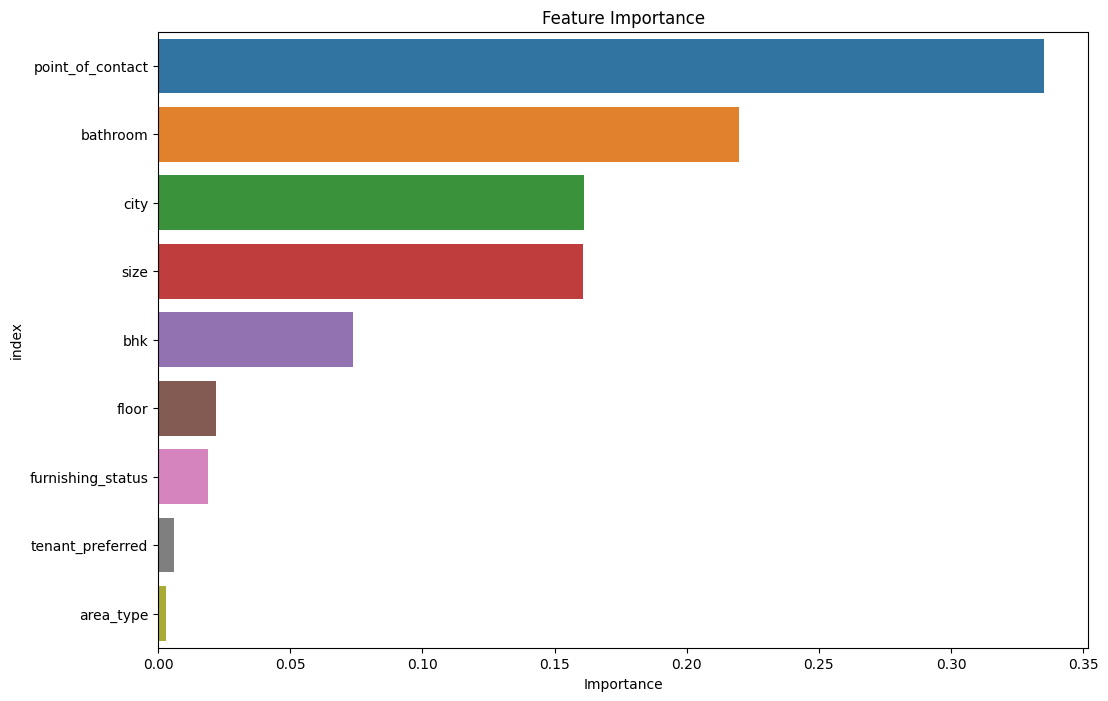 Feature Importance
index
point_of_contact
bathroom
city
size
bhk
floor
furnishing_status
tenant_preferred
area_type
0.00 0.05 0.10 0.15 0.20 0.25 0.30 0.35
Importance